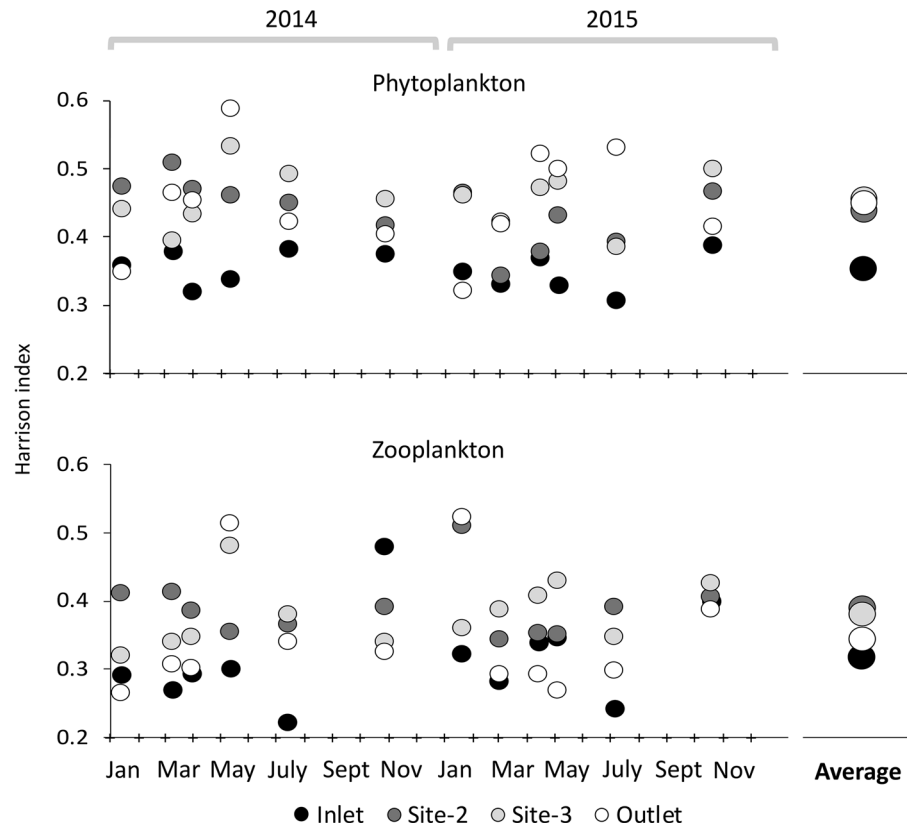 2014 2015
Phytoplankton
0.6
0.5
0.4
0.3
0.2
Harrison index
Zooplankton
0.6
0.5
0.4
0.3
0.2
Jan Mar May July Sept Nov Jan Mar May July Sept Nov Average
Inlet Site-2 Site-3 Outlet